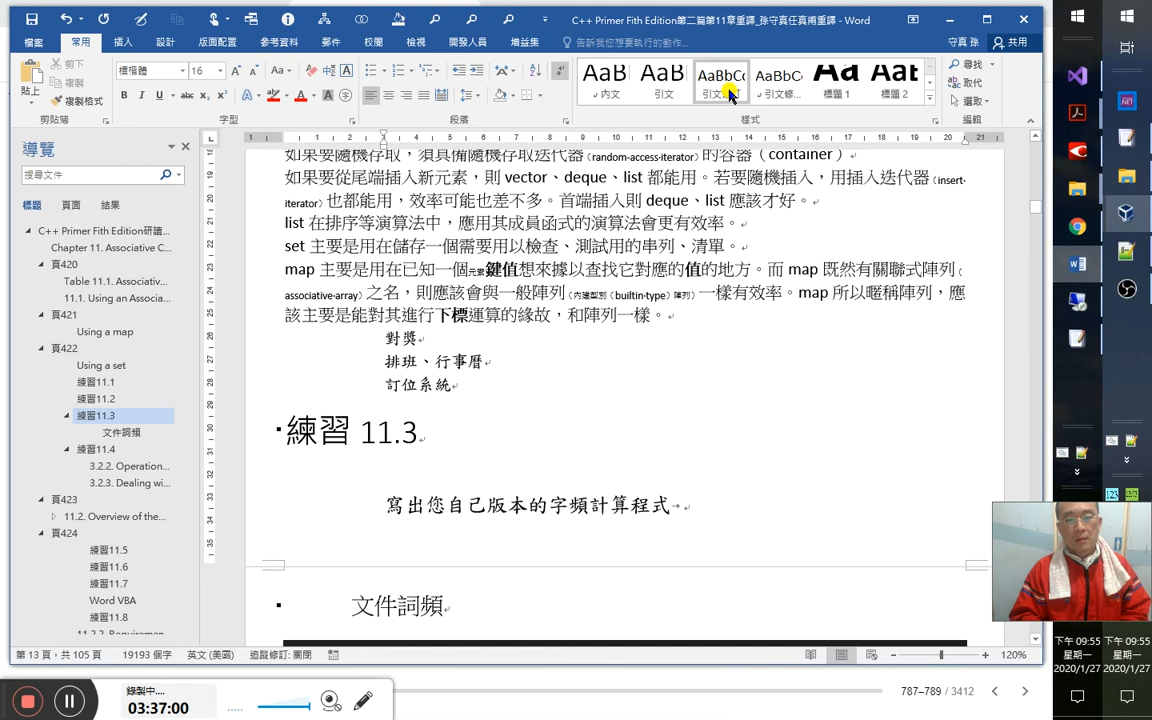 C++ Primer Fith Edition第二篇第11章重譯_孫守真任真甫重譯 - Word
檔案 常用 插入 設計 版面配置 參考資料 郵件 校閱 檢視 開發人員 增益集 告訴我您想要執行的動作... 守真 孫 共用
貼上 剪下 複製 複製格式
標楷體 16
AaBb 內文 AaBb 引文 AaBbCc AaBbCc 引文修... Aa 標題 1 Aat 標題 2
尋找 取代 選取
剪貼簿 字型 段落 樣式 編輯
導覽
搜尋文件
標題 頁面 結果
C++ Primer Fith Edition研讀...
Chapter 11. Associative C...
頁420
Table 11.1. Associativ...
11.1. Using an Associa...
頁421
Using a map
頁422
Using a set
練習11.1
練習11.2
練習11.3
文件詞頻
練習11.4
3.2.2. Operation...
3.2.3. Dealing wi...
頁423
11.2. Overview of the...
頁424
練習11.5
練習11.6
練習11.7
Word VBA
練習11.8
11.2.2. Requiremen...
如果要隨機存取，須具備隨機存取迭代器（random-access-iterator）的容器（container）
如果要從尾端插入新元素，則 vector、deque、list 都能用。若要隨機插入，用插入迭代器（insert-
iterator）也都能用，效率可能也差不多。首端插入則 deque、list 應該才好。
list 在排序等演算法中，應用其成員函式的演算法會更有效率。
set 主要是用在儲存一個需要用以檢查、測試用的串列、清單。
map 主要是用在已知一個元素鍵值想來據以查找它對應的值的地方。而 map 既然有關聯式陣列（
associative-array）之名，則應該會與一般陣列（內建型別（builtin-type）陣列）一樣有效率。map 所以暱稱陣列，應
該主要是能對其進行下標運算的緣故，和陣列一樣。
對獎
排班、行事曆
訂位系統
練習 11.3
寫出您自己版本的字頻計算程式
文件詞頻
第 13 頁，共 105 頁 19193 個字 英文 (美國) 追蹤修訂: 關閉 120%
錄製中....
03:37:00
787–789 / 3412
下午 09:55 下午 09:55
星期一 星期一
2020/1/27 2020/1/27